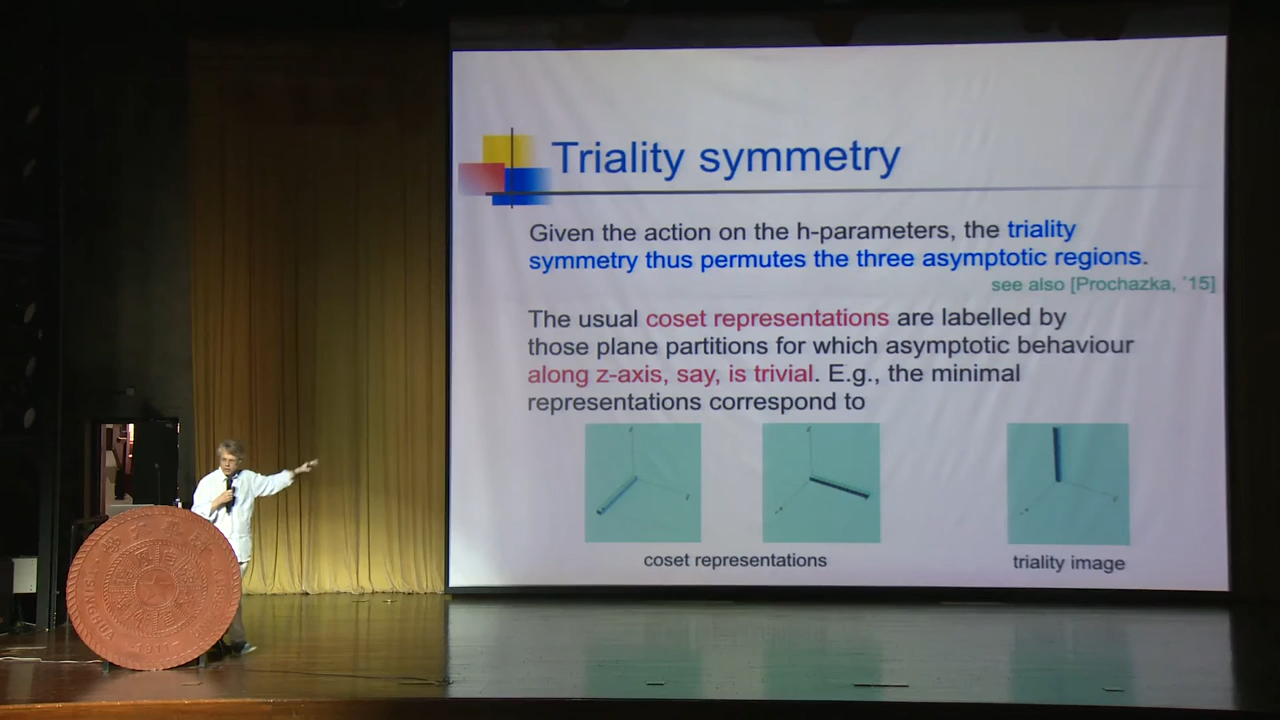 Triality symmetry
Given the action on the h-parameters, the triality
symmetry thus permutes the three asymptotic regions.
see also [Prochazka, ´15]
The usual coset representations are labelled by
those plane partitions for which asymptotic behaviour
along z-axis, say, is trivial. E.g., the minimal
representations correspond to
coset representations
triality image
1911